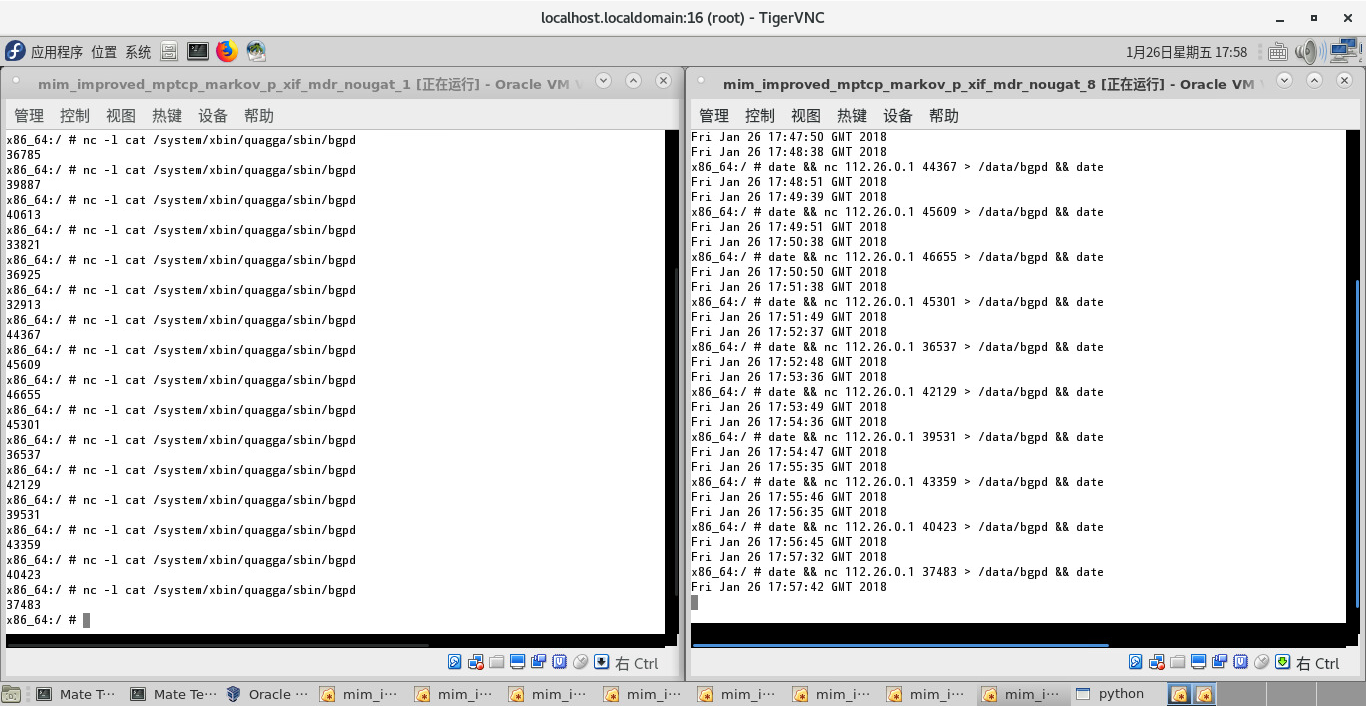 localhost.localdomain:16 (root) - TigerVNC
应用程序 位置 系统
1月26日星期五 17:58
mim_improved_mptcp_markov_p_xif_mdr_nougat_1 [正在运行] - Oracle VM
管理 控制 视图 热键 设备 帮助
x86_64:/ # nc -l cat /system/xbin/quagga/sbin/bgpd
36785
x86_64:/ # nc -l cat /system/xbin/quagga/sbin/bgpd
39887
x86_64:/ # nc -l cat /system/xbin/quagga/sbin/bgpd
40613
x86_64:/ # nc -l cat /system/xbin/quagga/sbin/bgpd
33821
x86_64:/ # nc -l cat /system/xbin/quagga/sbin/bgpd
36925
x86_64:/ # nc -l cat /system/xbin/quagga/sbin/bgpd
32913
x86_64:/ # nc -l cat /system/xbin/quagga/sbin/bgpd
44367
x86_64:/ # nc -l cat /system/xbin/quagga/sbin/bgpd
45609
x86_64:/ # nc -l cat /system/xbin/quagga/sbin/bgpd
46655
x86_64:/ # nc -l cat /system/xbin/quagga/sbin/bgpd
45301
x86_64:/ # nc -l cat /system/xbin/quagga/sbin/bgpd
36537
x86_64:/ # nc -l cat /system/xbin/quagga/sbin/bgpd
42129
x86_64:/ # nc -l cat /system/xbin/quagga/sbin/bgpd
39531
x86_64:/ # nc -l cat /system/xbin/quagga/sbin/bgpd
43359
x86_64:/ # nc -l cat /system/xbin/quagga/sbin/bgpd
40423
x86_64:/ # nc -l cat /system/xbin/quagga/sbin/bgpd
37483
x86_64:/ #
右 Ctrl
mim_improved_mptcp_markov_p_xif_mdr_nougat_8 [正在运行] - Oracle VM
管理 控制 视图 热键 设备 帮助
Fri Jan 26 17:47:50 GMT 2018
Fri Jan 26 17:48:38 GMT 2018
x86_64:/ # date && nc 112.26.0.1 44367 > /data/bgpd && date
Fri Jan 26 17:48:51 GMT 2018
Fri Jan 26 17:49:39 GMT 2018
x86_64:/ # date && nc 112.26.0.1 45609 > /data/bgpd && date
Fri Jan 26 17:49:51 GMT 2018
Fri Jan 26 17:50:38 GMT 2018
x86_64:/ # date && nc 112.26.0.1 46655 > /data/bgpd && date
Fri Jan 26 17:50:50 GMT 2018
Fri Jan 26 17:51:38 GMT 2018
x86_64:/ # date && nc 112.26.0.1 45301 > /data/bgpd && date
Fri Jan 26 17:51:49 GMT 2018
Fri Jan 26 17:52:37 GMT 2018
x86_64:/ # date && nc 112.26.0.1 36537 > /data/bgpd && date
Fri Jan 26 17:52:48 GMT 2018
Fri Jan 26 17:53:36 GMT 2018
x86_64:/ # date && nc 112.26.0.1 42129 > /data/bgpd && date
Fri Jan 26 17:53:49 GMT 2018
Fri Jan 26 17:54:36 GMT 2018
x86_64:/ # date && nc 112.26.0.1 39531 > /data/bgpd && date
Fri Jan 26 17:54:47 GMT 2018
Fri Jan 26 17:55:35 GMT 2018
x86_64:/ # date && nc 112.26.0.1 43359 > /data/bgpd && date
Fri Jan 26 17:55:46 GMT 2018
Fri Jan 26 17:56:35 GMT 2018
x86_64:/ # date && nc 112.26.0.1 40423 > /data/bgpd && date
Fri Jan 26 17:56:45 GMT 2018
Fri Jan 26 17:57:32 GMT 2018
x86_64:/ # date && nc 112.26.0.1 37483 > /data/bgpd && date
Fri Jan 26 17:57:42 GMT 2018
右 Ctrl
Mate T… Mate Te… Oracle … mim_i… mim_i… mim_i… mim_i… mim_i… mim_i… mim_i… mim_i… python